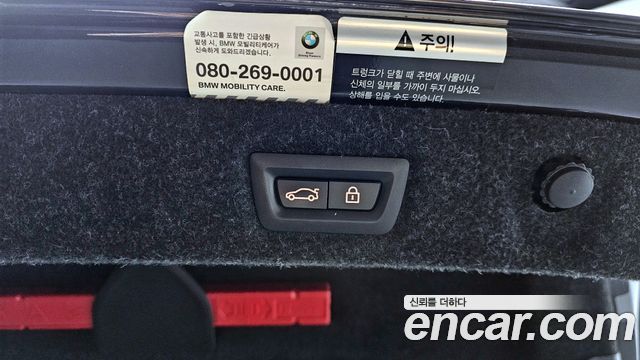 교통사고를 포함한 긴급상황
발생 시, BMW 모빌리티케어가
신속하게 도와드리겠습니다.
080-269-0001
BMW MOBILITY CARE.
주의!
트렁크가 닫힐 때 주변에 사물이나
신체의 일부를 가까이 두지 마십시오.
상해를 입을 수도 있습니다.
신뢰를 더하다
encar.com